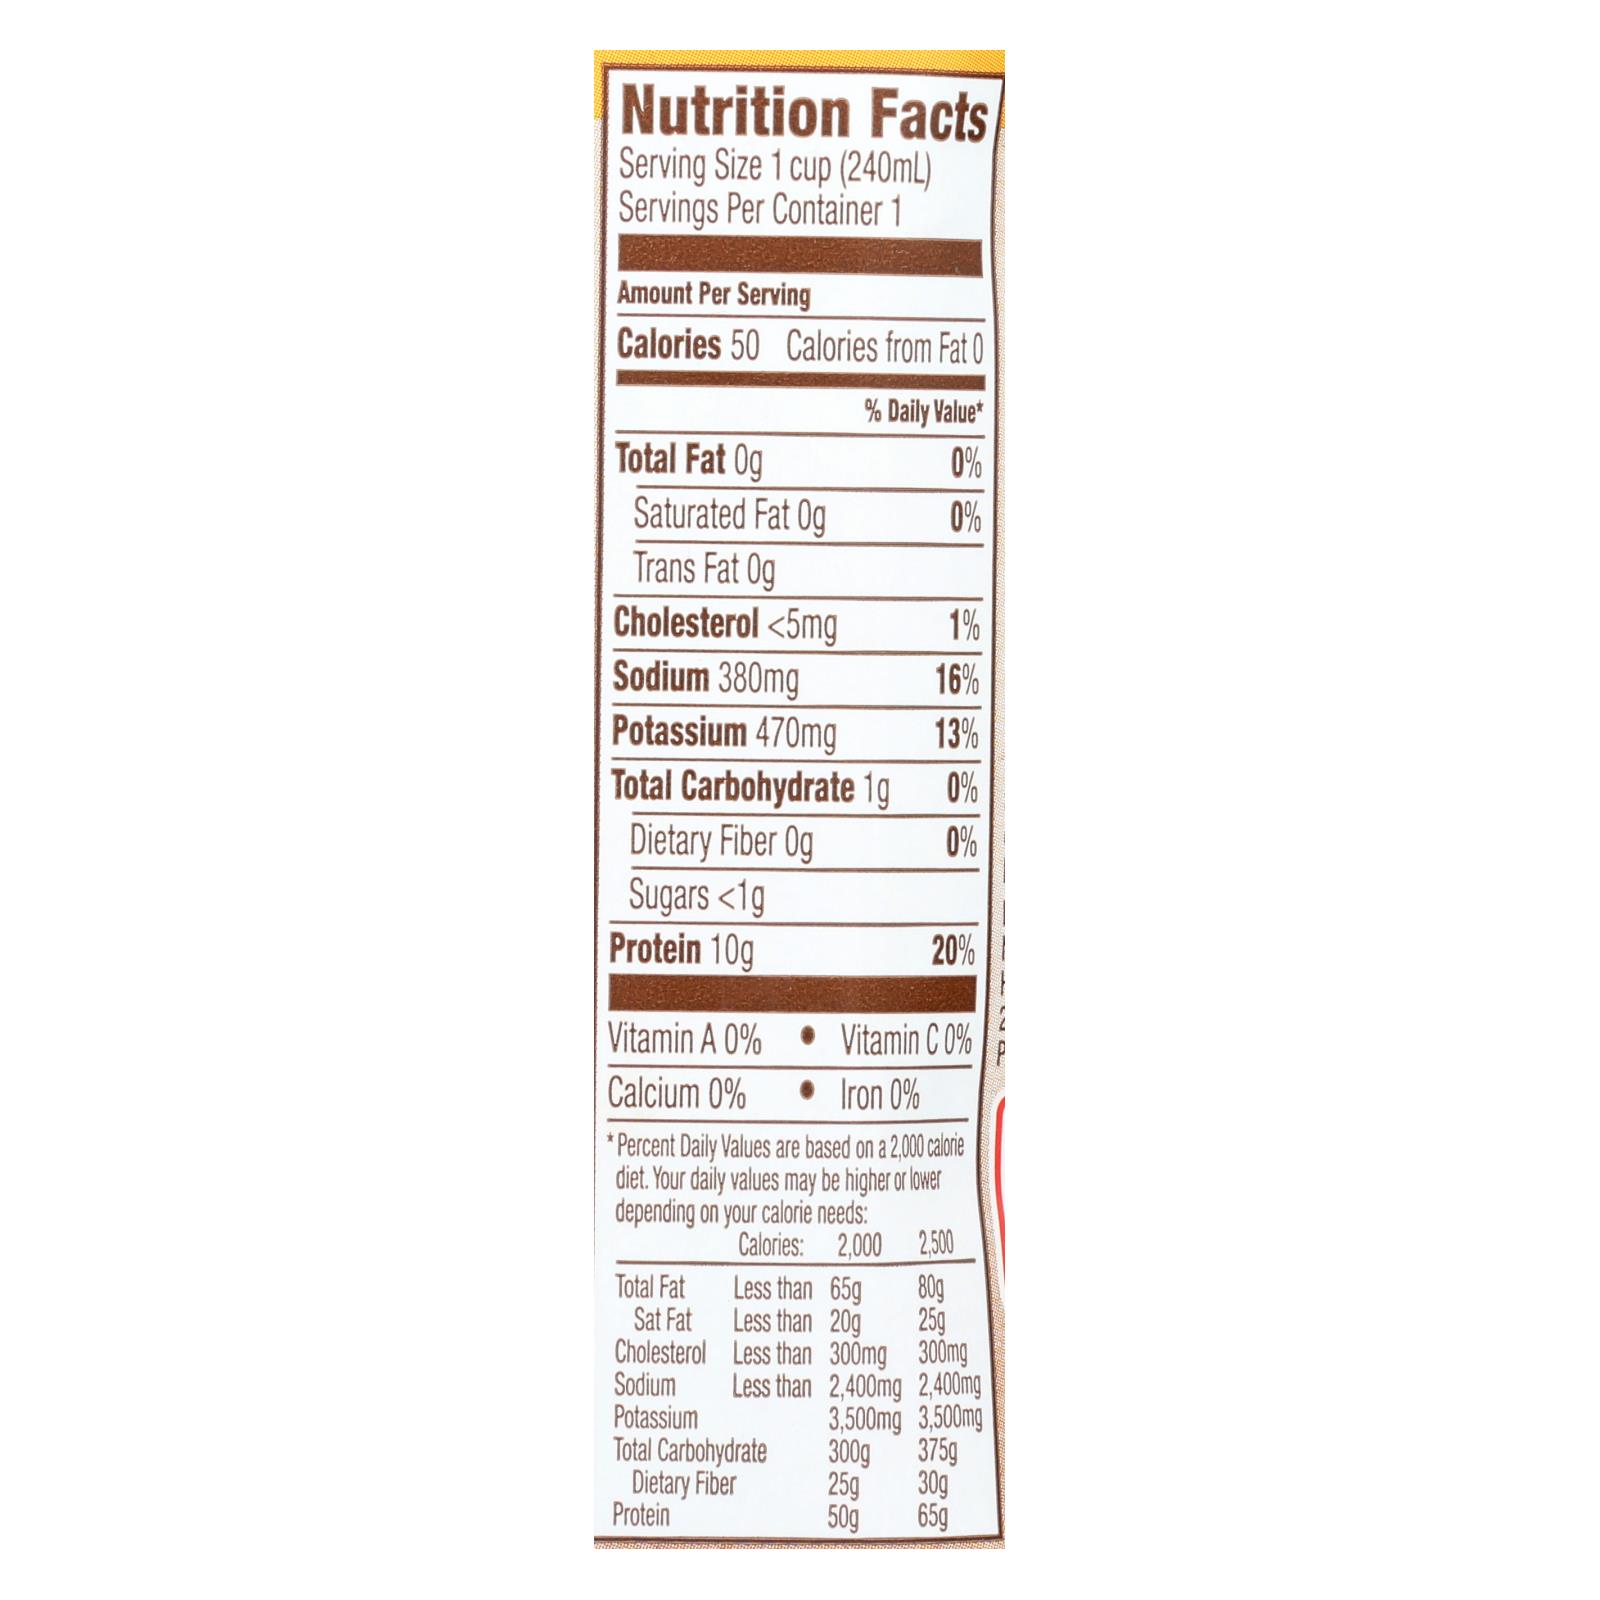 Nutrition Facts
Serving Size 1 cup (240mL)
Servings Per Container 1
Amount Per Serving
Calories 50 Calories from Fat 0
% Daily Value*
Total Fat 0g 0%
Saturated Fat 0g 0%
Trans Fat 0g
Cholesterol <5mg 1%
Sodium 380mg 16%
Potassium 470mg 13%
Total Carbohydrate 1g 0%
Dietary Fiber 0g 0%
Sugars <1g
Protein 10g 20%
Vitamin A 0% • Vitamin C 0%
Calcium 0% • Iron 0%
* Percent Daily Values are based on a 2,000 calorie
diet. Your daily values may be higher or lower
depending on your calorie needs:
Calories: 2,000 2,500
Total Fat Less than 65g 80g
Sat Fat Less than 20g 25g
Cholesterol Less than 300mg 300mg
Sodium Less than 2,400mg 2,400mg
Potassium 3,500mg 3,500mg
Total Carbohydrate 300g 375g
Dietary Fiber 25g 30g
Protein 50g 65g